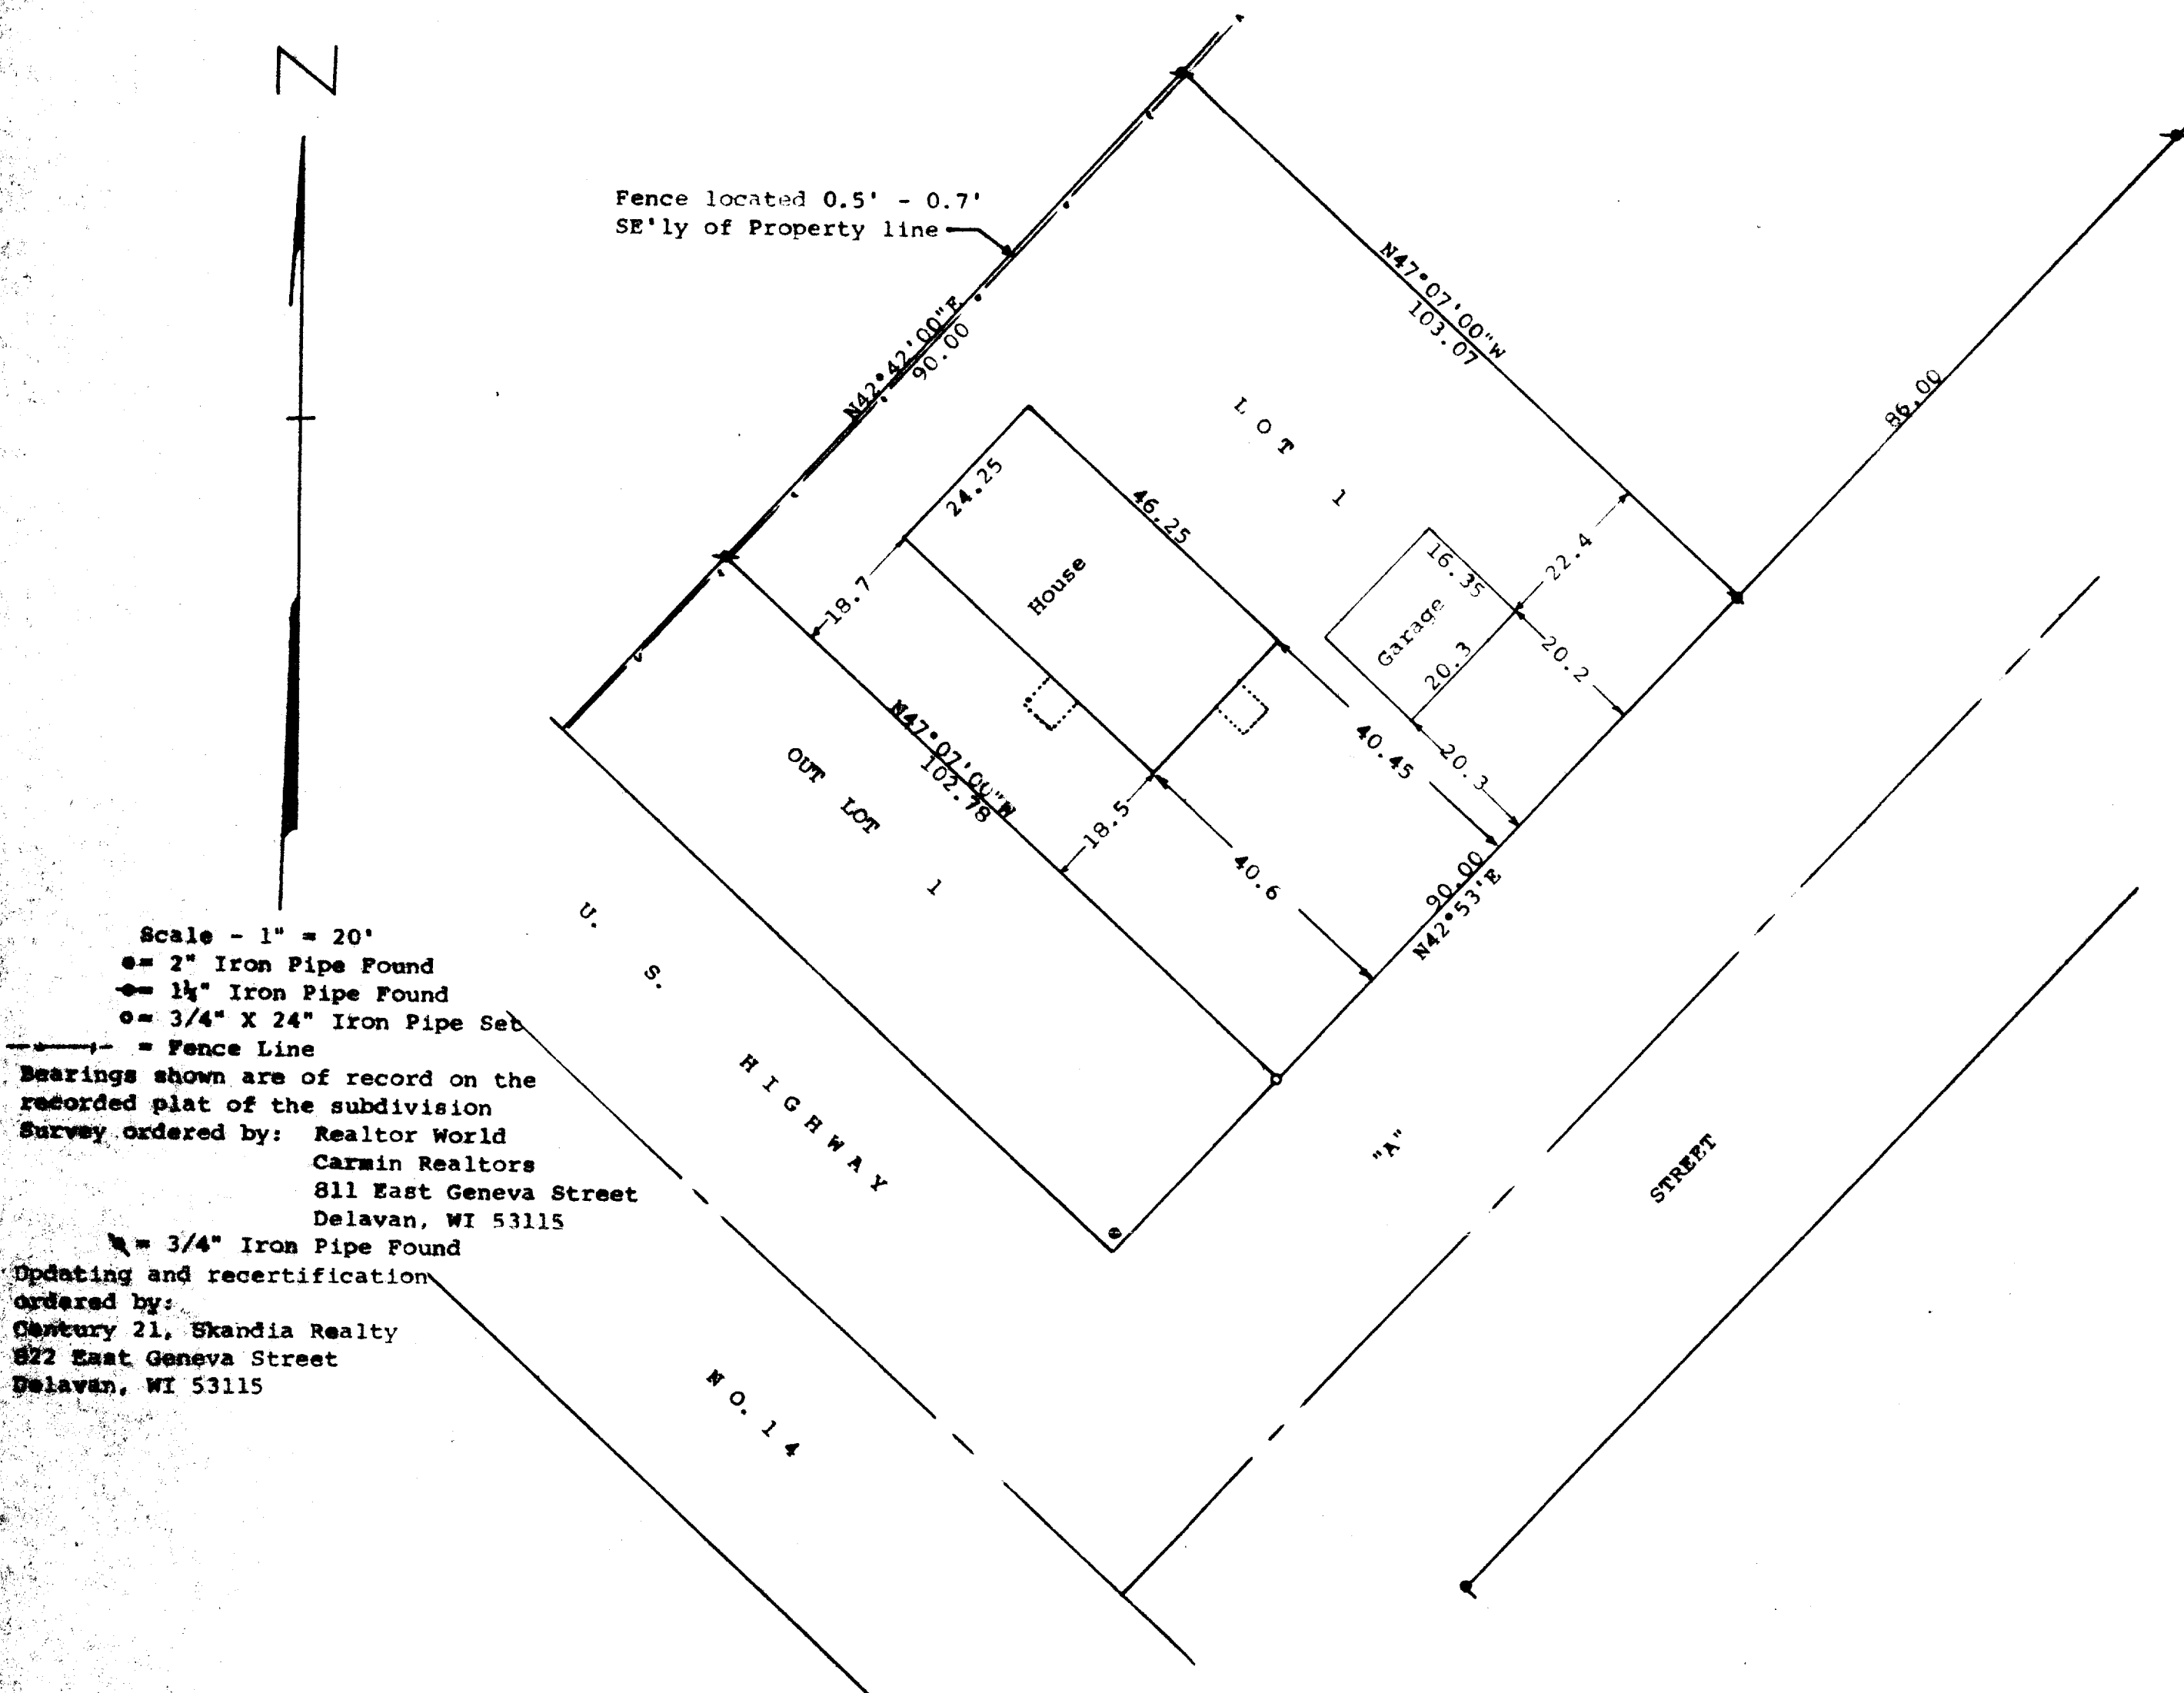 N
Fence located 0.5' - 0.7'
SE'ly of Property line
N42°42'00"E
90.00
N47°07'00"W
103.07
86.00
LOT 1
24.25
46.25
House
18.7
16.35
Garage
20.3
22.4
20.2
20.3
40.45
18.5
40.6
90.00
N42°53'E
N47°07'00"W
102.78
OUT LOT 1
U. S. HIGHWAY NO. 14
"A" STREET
Scale - 1" = 20'
= 2" Iron Pipe Found
= Iron Pipe Found
= 3/4" X 24" Iron Pipe Set
= Fence Line
Bearings shown are of record on the
recorded plat of the subdivision
Survey ordered by: Realtor World
Carmin Realtors
811 East Geneva Street
Delavan, WI 53115
= 3/4" Iron Pipe Found
Updating and recertification
ordered by:
Century 21, Skandia Realty
822 East Geneva Street
Delavan, WI 53115